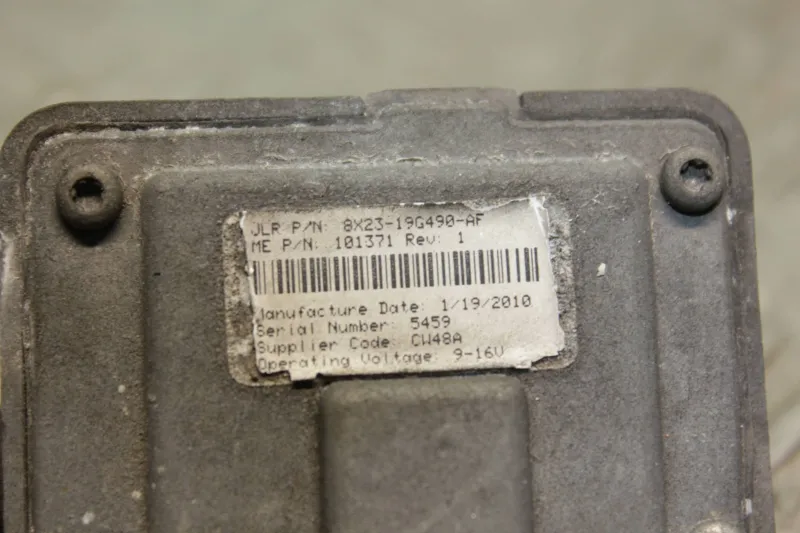 JLR P/N: 8X23-19G490-AF
ME P/N: 101371 Rev: 1
Manufacture Date: 1/19/2010
Serial Number: 5459
Supplier Code: CW48A
Operating Voltage: 9-16V